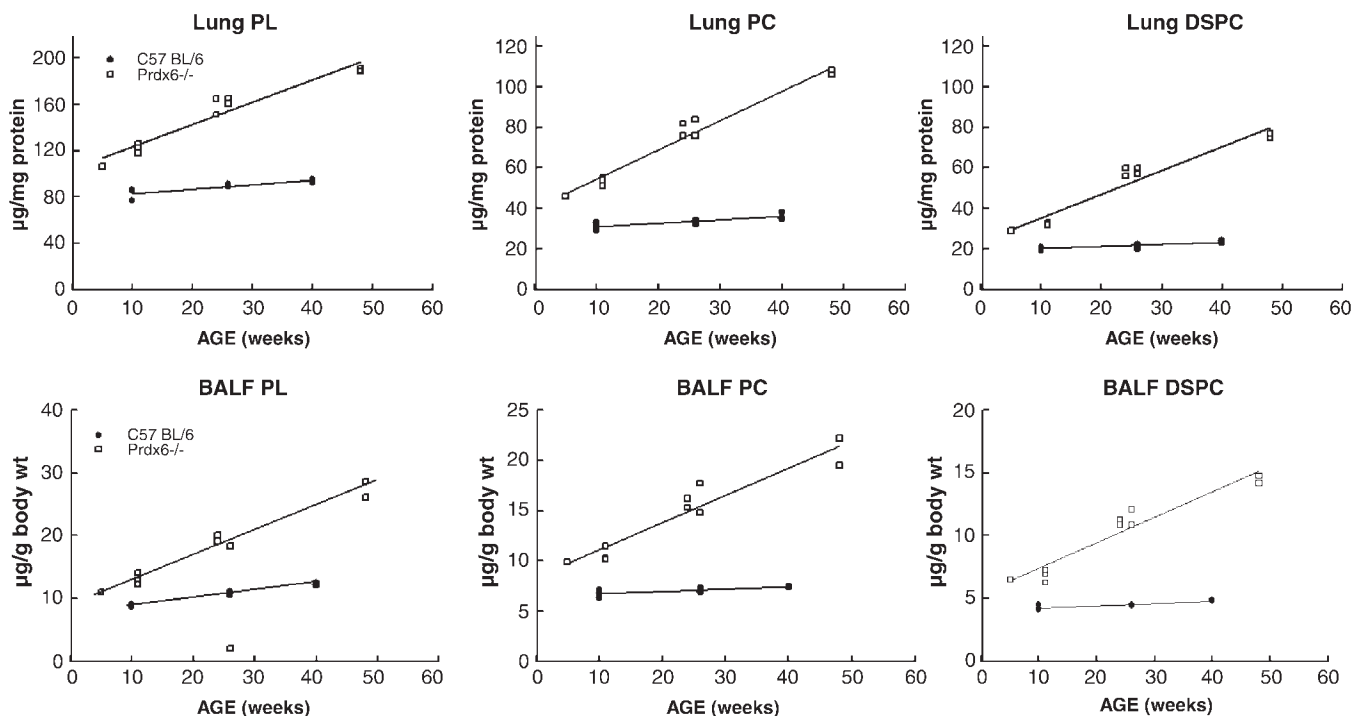 Lung PL
C57 BL/6
Prdx6-/-
200
160
120
80
40
0
µg/mg protein
0 10 20 30 40 50 60
AGE (weeks)
Lung PC
120
100
80
60
40
20
0
µg/mg protein
0 10 20 30 40 50 60
AGE (weeks)
Lung DSPC
120
100
80
60
40
20
0
µg/mg protein
0 10 20 30 40 50 60
AGE (weeks)
BALF PL
C57 BL/6
Prdx6-/-
40
30
20
10
0
µg/g body wt
0 10 20 30 40 50 60
AGE (weeks)
BALF PC
25
20
15
10
5
0
µg/g body wt
0 10 20 30 40 50 60
AGE (weeks)
BALF DSPC
20
15
10
5
0
µg/g body wt
0 10 20 30 40 50 60
AGE (weeks)